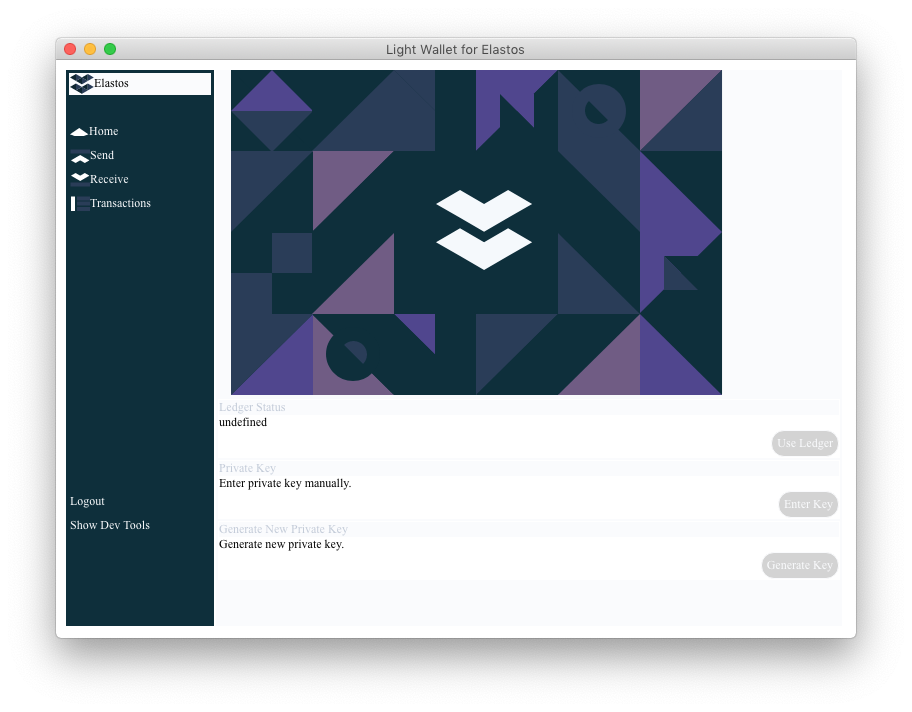 Light Wallet for Elastos
Elastos
Home
Send
Receive
Transactions
Logout
Show Dev Tools
Ledger Status
undefined
Use Ledger
Private Key
Enter private key manually.
Enter Key
Generate New Private Key
Generate new private key.
Generate Key